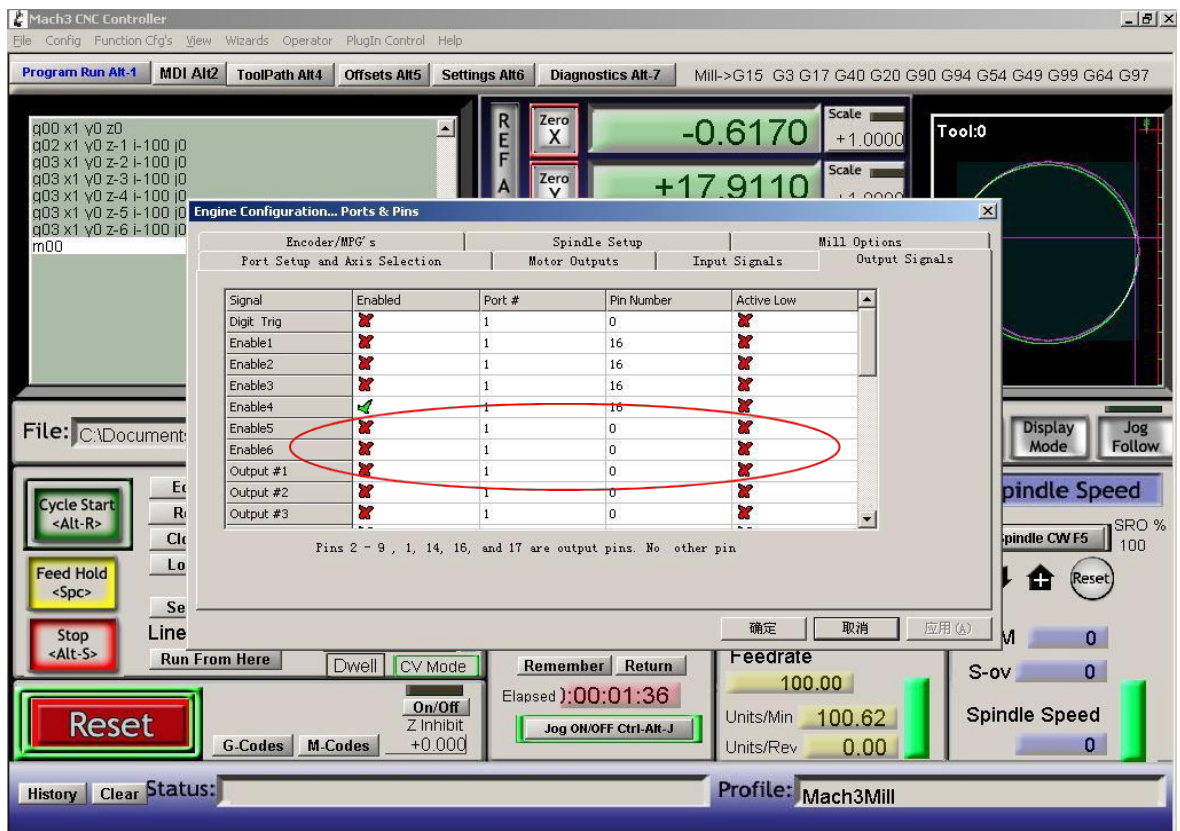 Mach3 CNC Controller
File Config Function Cfg's View Wizards Operator PlugIn Control Help
Program Run Alt-1 MDI Alt2 ToolPath Alt4 Offsets Alt5 Settings Alt6 Diagnostics Alt-7 Mill->G15 G3 G17 G40 G20 G90 G94 G54 G49 G99 G64 G97
g00 x1 y0 z0
g02 x1 y0 z-1 i-100 j0
g03 x1 y0 z-2 i-100 j0
g03 x1 y0 z-3 i-100 j0
g03 x1 y0 z-4 i-100 j0
g03 x1 y0 z-5 i-100 j0
g03 x1 y0 z-6 i-100 j0
m00
R
E
F
A
Zero X -0.6170 Scale +1.0000
Zero Y +17.9110 Scale +1.0000
Tool:0
Engine Configuration... Ports & Pins
Encoder/MPG's Spindle Setup Mill Options
Port Setup and Axis Selection Motor Outputs Input Signals Output Signals
Signal Enabled Port # Pin Number Active Low
Digit Trig 1 0
Enable1 1 16
Enable2 1 16
Enable3 1 16
Enable4 1 16
Enable5 1 0
Enable6 1 0
Output #1 1 0
Output #2 1 0
Output #3 1 0
Pins 2 - 9 , 1, 14, 16, and 17 are output pins. No other pin
确定 取消 应用(A)
File: C:\Document
Display Mode
Jog Follow
Cycle Start <Alt-R>
Feed Hold <Spc>
Stop <Alt-S>
Ed
R
Clo
Lo
Se
Line
Run From Here
Dwell CV Mode
Remember Return
Elapsed ):00:01:36
Jog ON/OFF Ctrl-Alt-J
Feedrate
100.00
Units/Min 100.62
Units/Rev 0.00
pindle Speed
pindle CW F5
SRO %
100
Reset
M 0
S-ov 0
Spindle Speed
0
Reset
G-Codes M-Codes
On/Off
Z Inhibit
+0.000
History Clear Status:
Profile: Mach3Mill